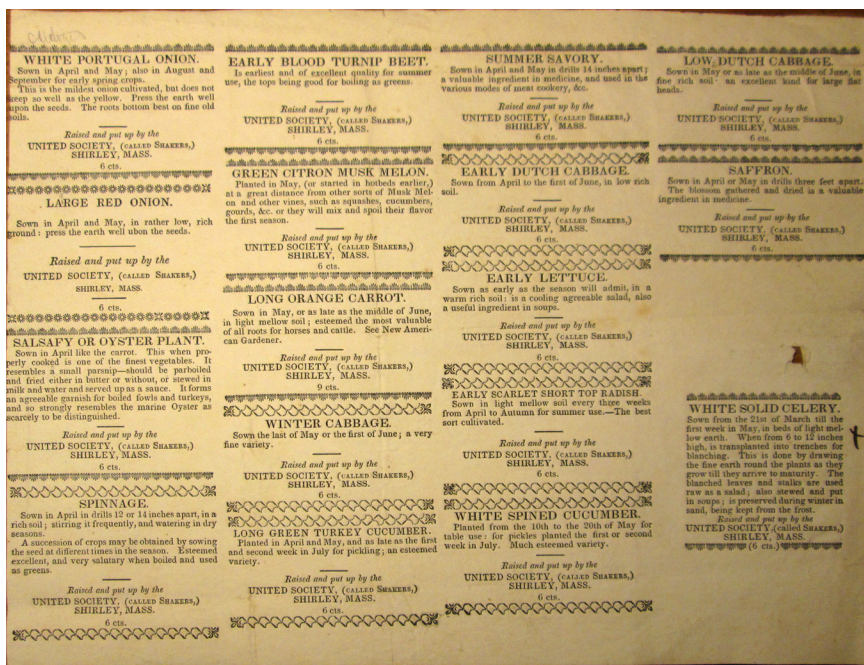 WHITE PORTUGAL ONION.
Sown in April and May; also in August and
September for early spring crops.
This is the mildest onion cultivated, but does not
keep so well as the yellow. Press the earth well
upon the seeds. The roots bottom best on fine old
soils.
Raised and put up by the
UNITED SOCIETY, (CALLED SHAKERS,)
SHIRLEY, MASS.
6 cts.
LARGE RED ONION.
Sown in April and May, in rather low, rich
ground: press the earth well ubon the seeds.
Raised and put up by the
UNITED SOCIETY, (CALLED SHAKERS,)
SHIRLEY, MASS.
6 cts.
SALSAFY OR OYSTER PLANT.
Sown in April like the carrot. This when pro-
perly cooked is one of the finest vegetables. It
resembles a small parsnip—should be parboiled
and fried either in butter or without, or stewed in
milk and water and served up as a sauce. It forms
an agreeable garnish for boiled fowls and turkeys,
and so strongly resembles the marine Oyster as
scarcely to be distinguished.
Raised and put up by the
UNITED SOCIETY, (CALLED SHAKERS,)
SHIRLEY, MASS.
6 cts.
SPINNAGE.
Sown in April in drills 12 or 14 inches apart, in a
rich soil; stirring it frequently, and watering in dry
seasons.
A succession of crops may be obtained by sowing
the seed at different times in the season. Esteemed
excellent, and very salutary when boiled and used
as greens.
Raised and put up by the
UNITED SOCIETY, (CALLED SHAKERS,)
SHIRLEY, MASS.
6 cts.
EARLY BLOOD TURNIP BEET.
Is earliest and of excellent quality for summer
use, the tops being good for boiling as greens.
Raised and put up by the
UNITED SOCIETY, (CALLED SHAKERS,)
SHIRLEY, MASS.
6 cts.
GREEN CITRON MUSK MELON.
Planted in May, (or started in hotbeds earlier,)
at a great distance from other sorts of Musk Mel-
on and other vines, such as squashes, cucumbers,
gourds, &c. or they will mix and spoil their flavor
the first season.
Raised and put up by the
UNITED SOCIETY, (CALLED SHAKERS,)
SHIRLEY, MASS.
6 cts.
LONG ORANGE CARROT.
Sown in May, or as late as the middle of June,
in light mellow soil; esteemed the most valuable
of all roots for horses and cattle. See New Ameri-
can Gardener.
Raised and put up by the
UNITED SOCIETY, (CALLED SHAKERS,)
SHIRLEY, MASS.
9 cts.
WINTER CABBAGE.
Sown the last of May or the first of June; a very
fine variety.
Raised and put up by the
UNITED SOCIETY, (CALLED SHAKERS,)
SHIRLEY, MASS.
6 cts.
LONG GREEN TURKEY CUCUMBER.
Planted in April and May, and as late as the first
and second week in July for pickling; an esteemed
variety.
Raised and put up by the
UNITED SOCIETY, (CALLED SHAKERS,)
SHIRLEY, MASS.
6 cts.
SUMMER SAVORY.
Sown in April and May in drills 14 inches apart;
a valuable ingredient in medicine, and used in the
various modes of meat cookery, &c.
Raised and put up by the
UNITED SOCIETY, (CALLED SHAKERS,)
SHIRLEY, MASS.
6 cts.
EARLY DUTCH CABBAGE.
Sown from April to the first of June, in low rich
soil.
Raised and put up by the
UNITED SOCIETY, (CALLED SHAKERS,)
SHIRLEY, MASS.
6 cts.
EARLY LETTUCE.
Sown as early as the season will admit, in a
warm rich soil: is a cooling agreeable salad, also
a useful ingredient in soups.
Raised and put up by the
UNITED SOCIETY, (CALLED SHAKERS,)
SHIRLEY, MASS.
6 cts.
EARLY SCARLET SHORT TOP RADISH.
Sown in light mellow soil every three weeks
from April to Autumn for summer use.—The best
sort cultivated.
Raised and put up by the
UNITED SOCIETY, (CALLED SHAKERS,)
SHIRLEY, MASS.
6 cts.
WHITE SPINED CUCUMBER.
Planted from the 10th to the 20th of May for
table use: for pickles planted the first or second
week in July. Much esteemed variety.
Raised and put up by the
UNITED SOCIETY, (CALLED SHAKERS,)
SHIRLEY, MASS.
6 cts.
LOW DUTCH CABBAGE.
Sown in May or as late as the middle of June, in
fine rich soil· an excellent kind for large flat
heads.
Raised and put up by the
UNITED SOCIETY, (CALLED SHAKERS,)
SHIRLEY, MASS.
6 cts.
SAFFRON.
Sown in April or May in drills three feet apart.
The blossom gathered and dried is a valuable
ingredient in medicine.
Raised and put up by the
UNITED SOCIETY, (CALLED SHAKERS,)
SHIRLEY, MASS.
6 cts.
WHITE SOLID CELERY.
Sown from the 21st of March till the
first week in May, in beds of light mel-
low earth. When from 6 to 12 inches
high, is transplanted into trenches for
blanching. This is done by drawing
the fine earth round the plants as they
grow till they arrive to maturity. The
blanched leaves and stalks are used
raw as a salad; also stewed and put
in soups; is preserved during winter in
sand, being kept from the frost.
Raised and put up by the
UNITED SOCIETY,(called SHAKERS,)
SHIRLEY, MASS.
(6 cts.)